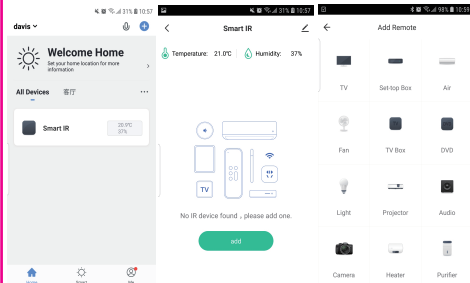 31% 10:57
davis
Welcome Home
Set your home location for more
information
All Devices 客厅
Smart IR
20.9℃
37%
Home Smart Me
31% 10:57
Smart IR
Temperature: 21.0℃ Humidity: 37%
TV
No IR device found , please add one.
add
98% 10:59
Add Remote
TV Set-top Box Air
Fan TV Box DVD
Light Projector Audio
Camera Heater Purifier